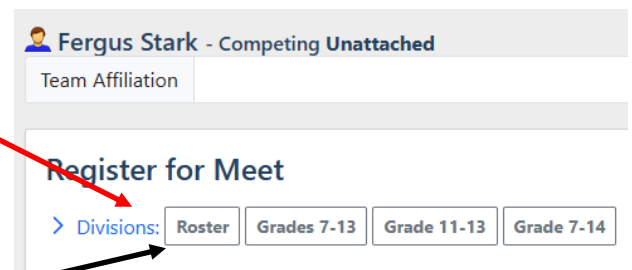 Fergus Stark - Competing Unattached
Team Affiliation
Register for Meet
> Divisions: Roster Grades 7-13 Grade 11-13 Grade 7-14